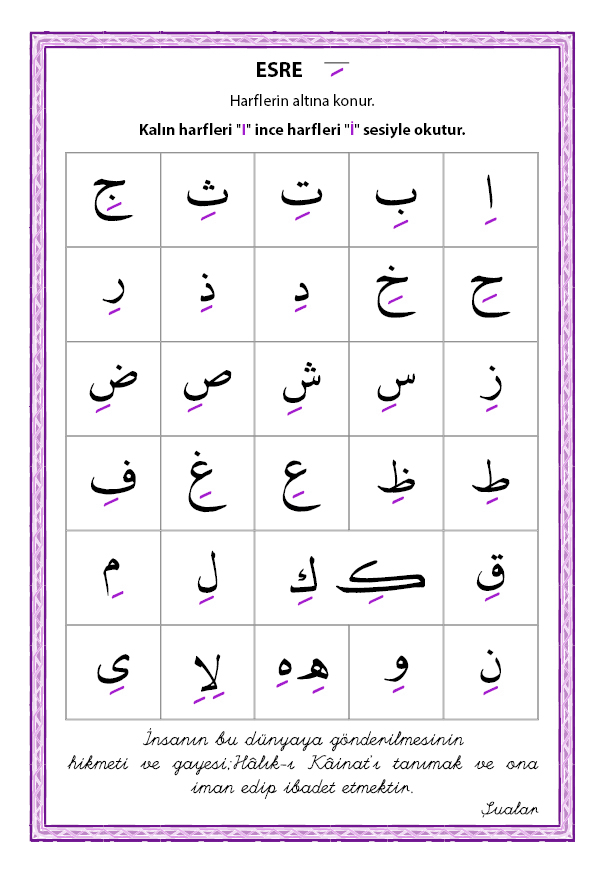 ESRE ـِ
Harflerin altına konur.
Kalın harfleri "I" ince harfleri "İ" sesiyle okutur.
اِ بِ تِ ثِ جِ
حِ خِ دِ ذِ رِ
زِ سِ شِ صِ ضِ
طِ ظِ عِ غِ فِ
قِ کِ كِ لِ مِ
نِ وِ هِ هِ لاِ ىِ
İnsanın bu dünyaya gönderilmesinin
hikmeti ve gayesi;Hâlık-ı Kâinat'ı tanımak ve ona
iman edip ibadet etmektir.
Şualar